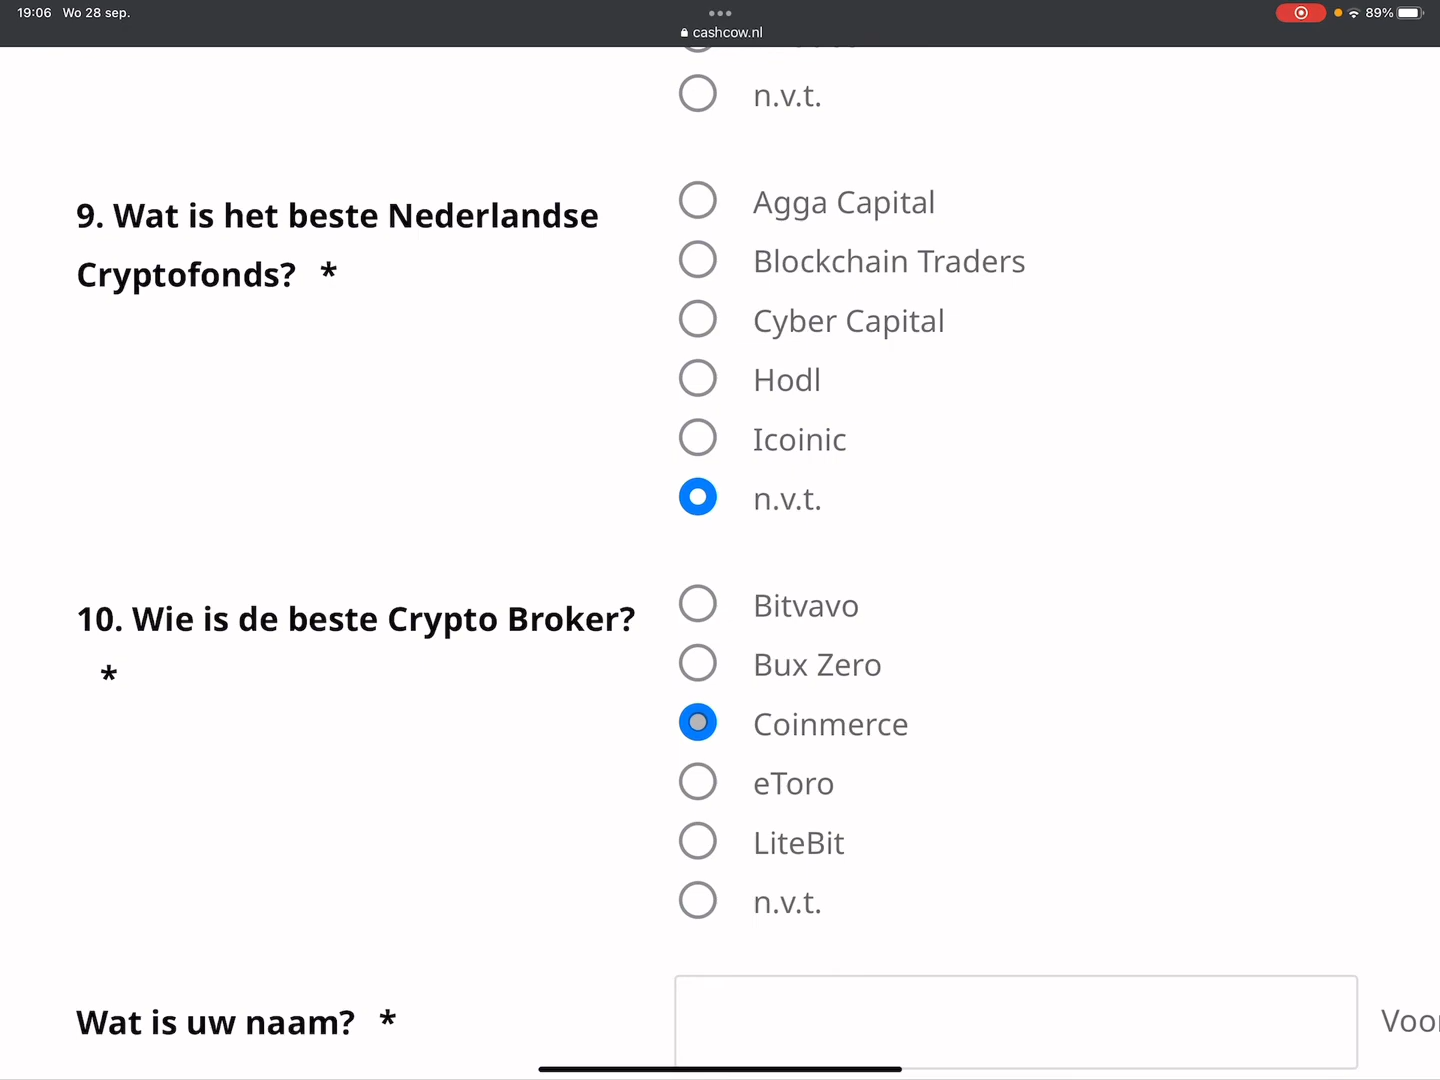 19:06 Wo 28 sep.
89%
cashcow.nl
n.v.t.
9. Wat is het beste Nederlandse
Cryptofonds? *
Agga Capital
Blockchain Traders
Cyber Capital
Hodl
Icoinic
n.v.t.
10. Wie is de beste Crypto Broker?
*
Bitvavo
Bux Zero
Coinmerce
eToro
LiteBit
n.v.t.
Wat is uw naam? *